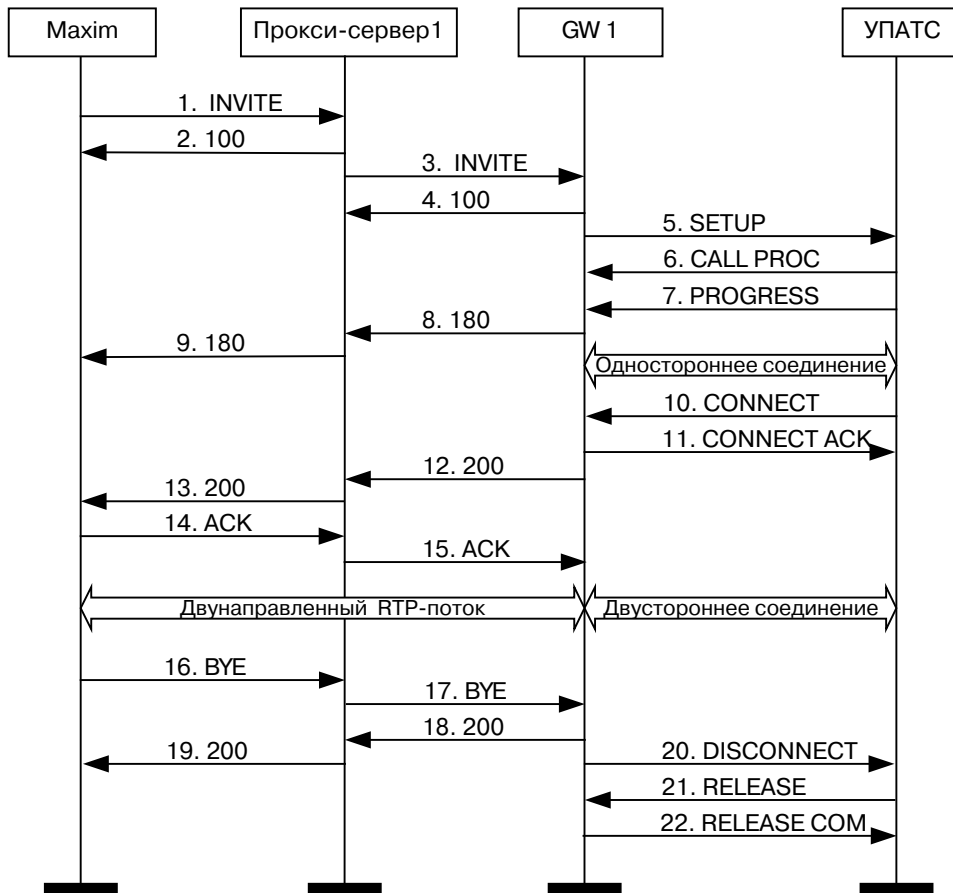 Maxim
Прокси-сервер1
GW 1
УПАТС
1. INVITE
2. 100
3. INVITE
4. 100
5. SETUP
6. CALL PROC
7. PROGRESS
8. 180
9. 180
Одностороннее соединение
10. CONNECT
11. CONNECT ACK
12. 200
13. 200
14. ACK
15. ACK
Двунаправленный RTP-поток
Двустороннее соединение
16. BYE
17. BYE
18. 200
19. 200
20. DISCONNECT
21. RELEASE
22. RELEASE COM